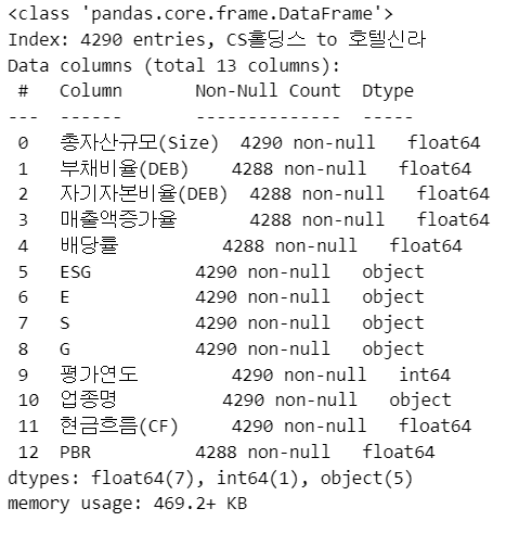 <class 'pandas.core.frame.DataFrame'>
Index: 4290 entries, CS홀딩스 to 호텔신라
Data columns (total 13 columns):
 #   Column       Non-Null Count  Dtype
---  ------       --------------  -----
 0   총자산규모(Size)  4290 non-null   float64
 1   부채비율(DEB)    4288 non-null   float64
 2   자기자본비율(DEB)  4288 non-null   float64
 3   매출액증가율       4288 non-null   float64
 4   배당률          4288 non-null   float64
 5   ESG          4290 non-null   object
 6   E            4290 non-null   object
 7   S            4290 non-null   object
 8   G            4290 non-null   object
 9   평가연도         4290 non-null   int64
 10  업종명          4290 non-null   object
 11  현금흐름(CF)     4290 non-null   float64
 12  PBR          4288 non-null   float64
dtypes: float64(7), int64(1), object(5)
memory usage: 469.2+ KB